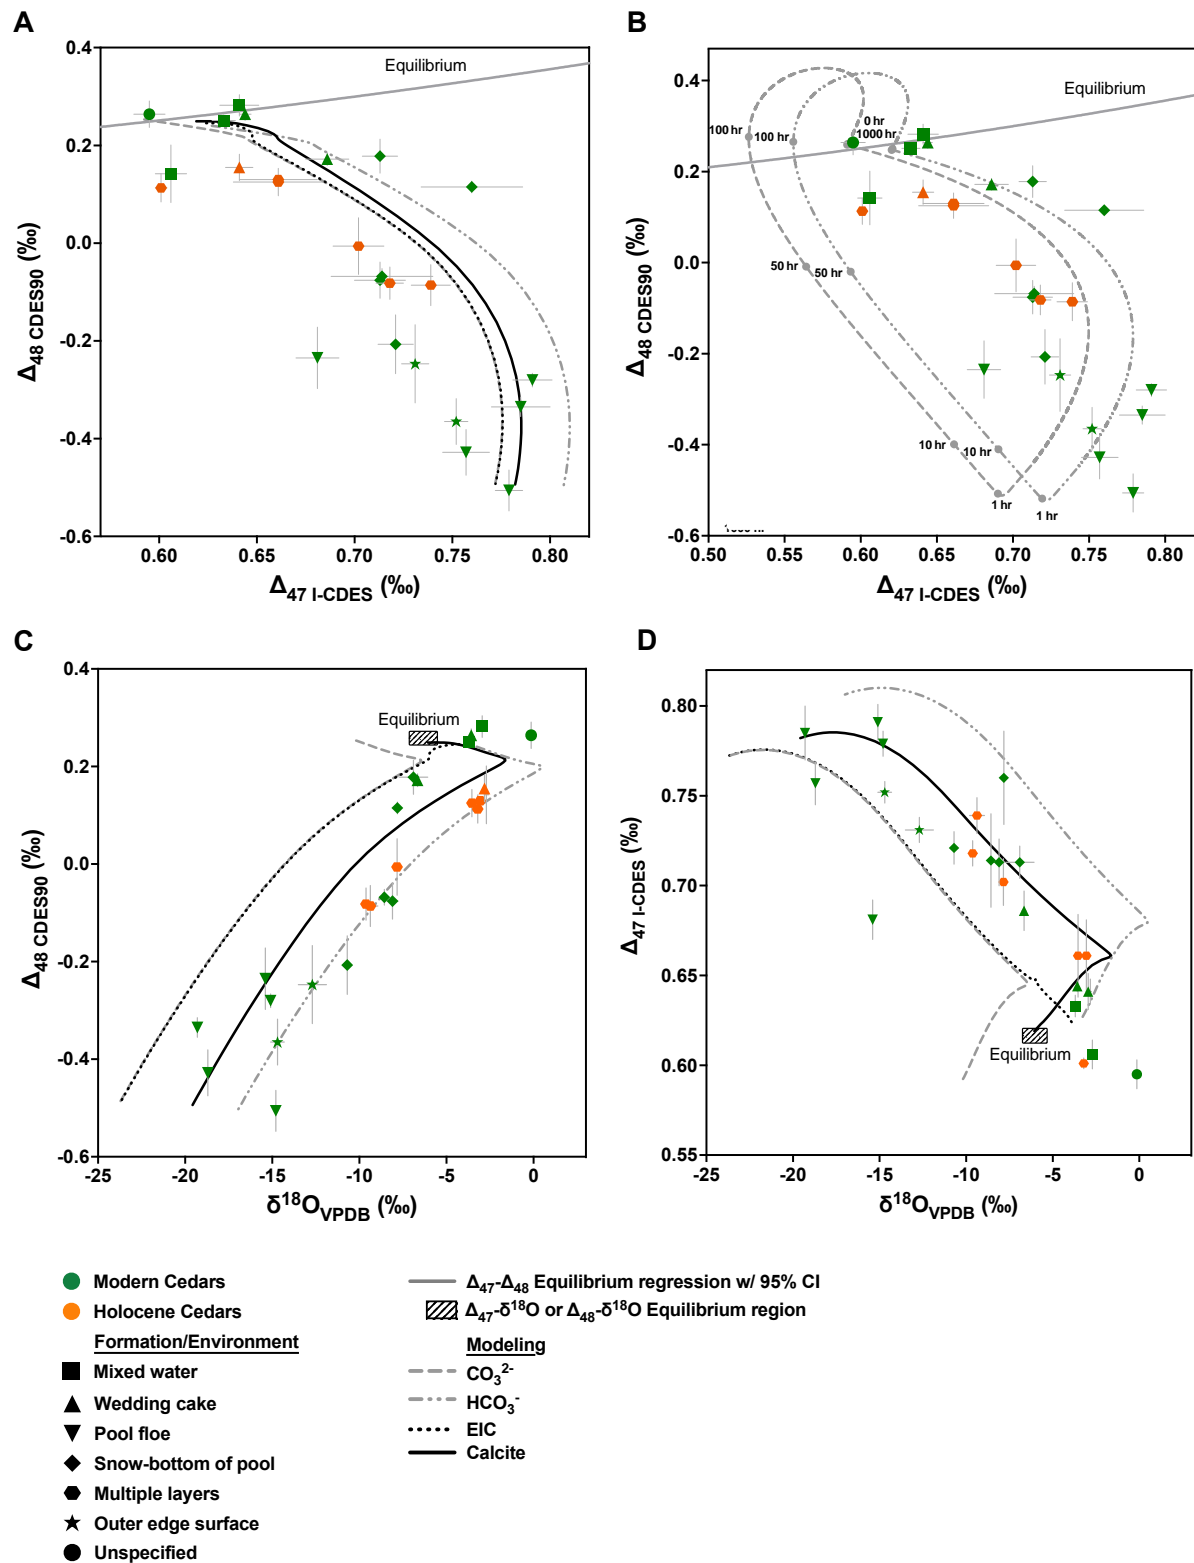 A
0.4
0.2
0.0
-0.2
-0.4
-0.6
Δ48 CDES90 (‰)
Equilibrium
0.60
0.65
0.70
0.75
0.80
Δ47 I-CDES (‰)
B
0.4
0.2
0.0
-0.2
-0.4
-0.6
Δ48 CDES90 (‰)
Equilibrium
0 hr
1000 hr
100 hr
100 hr
50 hr
50 hr
10 hr
10 hr
1 hr
1 hr
0.50
0.55
0.60
0.65
0.70
0.75
0.80
Δ47 I-CDES (‰)
C
0.4
0.2
0.0
-0.2
-0.4
-0.6
Δ48 CDES90 (‰)
Equilibrium
-25
-20
-15
-10
-5
0
δ18OVPDB (‰)
D
0.80
0.75
0.70
0.65
0.60
0.55
Δ47 I-CDES (‰)
Equilibrium
-25
-20
-15
-10
-5
0
δ18OVPDB (‰)
Modern Cedars
Holocene Cedars
Formation/Environment
Mixed water
Wedding cake
Pool floe
Snow-bottom of pool
Multiple layers
Outer edge surface
Unspecified
Δ47-Δ48 Equilibrium regression w/ 95% CI
Δ47-δ18O or Δ48-δ18O Equilibrium region
Modeling
CO32-
HCO3-
EIC
Calcite